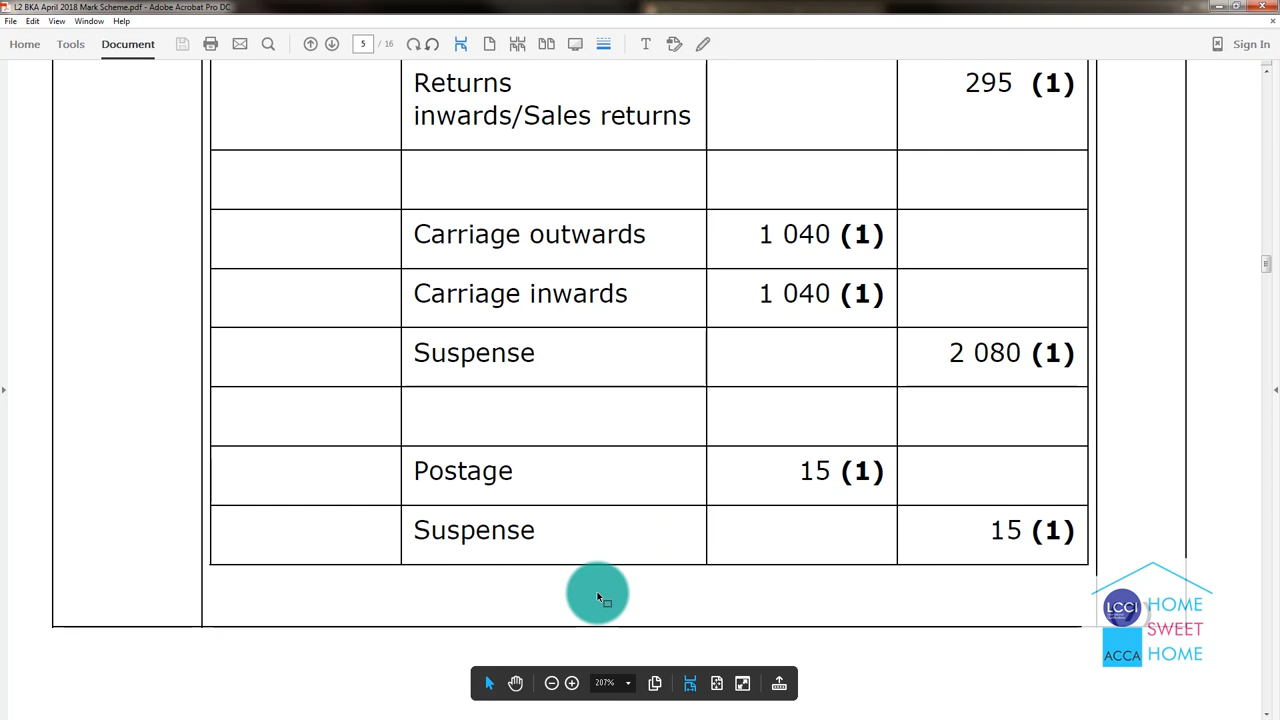 L2 BKA April 2018 Mark Scheme.pdf - Adobe Acrobat Pro DC
File Edit View Window Help
Home Tools Document 5 / 16 Sign In
Returns 295 (1)
inwards/Sales returns
Carriage outwards 1 040 (1)
Carriage inwards 1 040 (1)
Suspense 2 080 (1)
Postage 15 (1)
Suspense 15 (1)
LCCI HOME
SWEET
ACCA HOME
207%